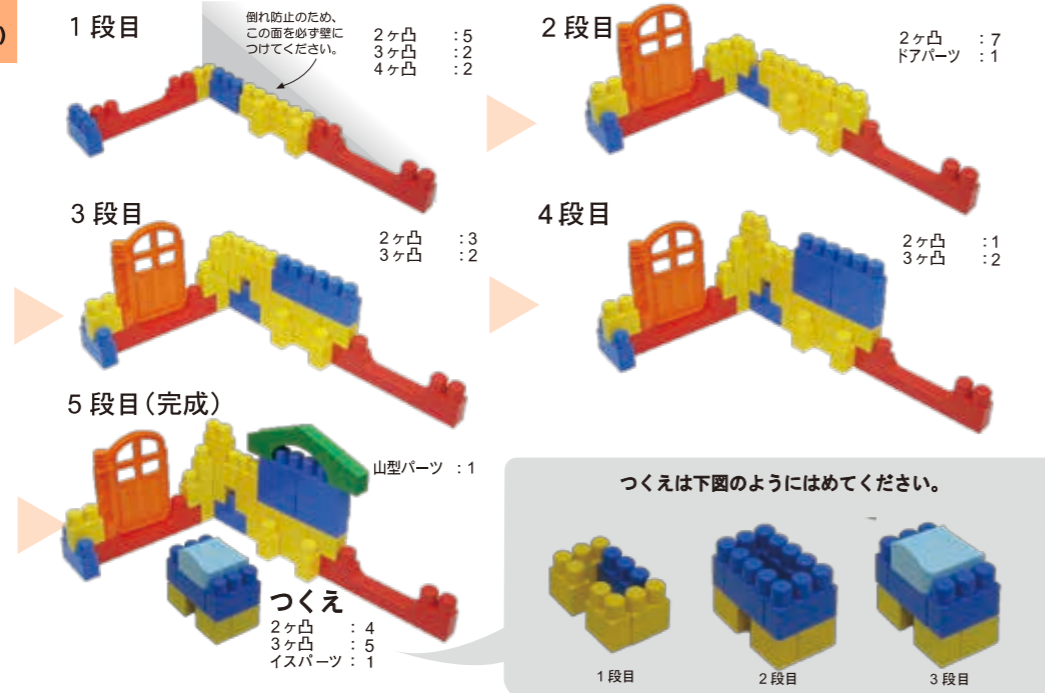 )
1段目
倒れ防止のため、
この面を必ず壁に
つけてください。
2ヶ凸 :5
3ヶ凸 :2
4ヶ凸 :2
2段目
2ヶ凸 :7
ドアパーツ :1
3段目
2ヶ凸 :3
3ヶ凸 :2
4段目
2ヶ凸 :1
3ヶ凸 :2
5段目(完成)
山型パーツ :1
つくえ
2ヶ凸 :4
3ヶ凸 :5
イスパーツ:1
つくえは下図のようにはめてください。
1段目
2段目
3段目